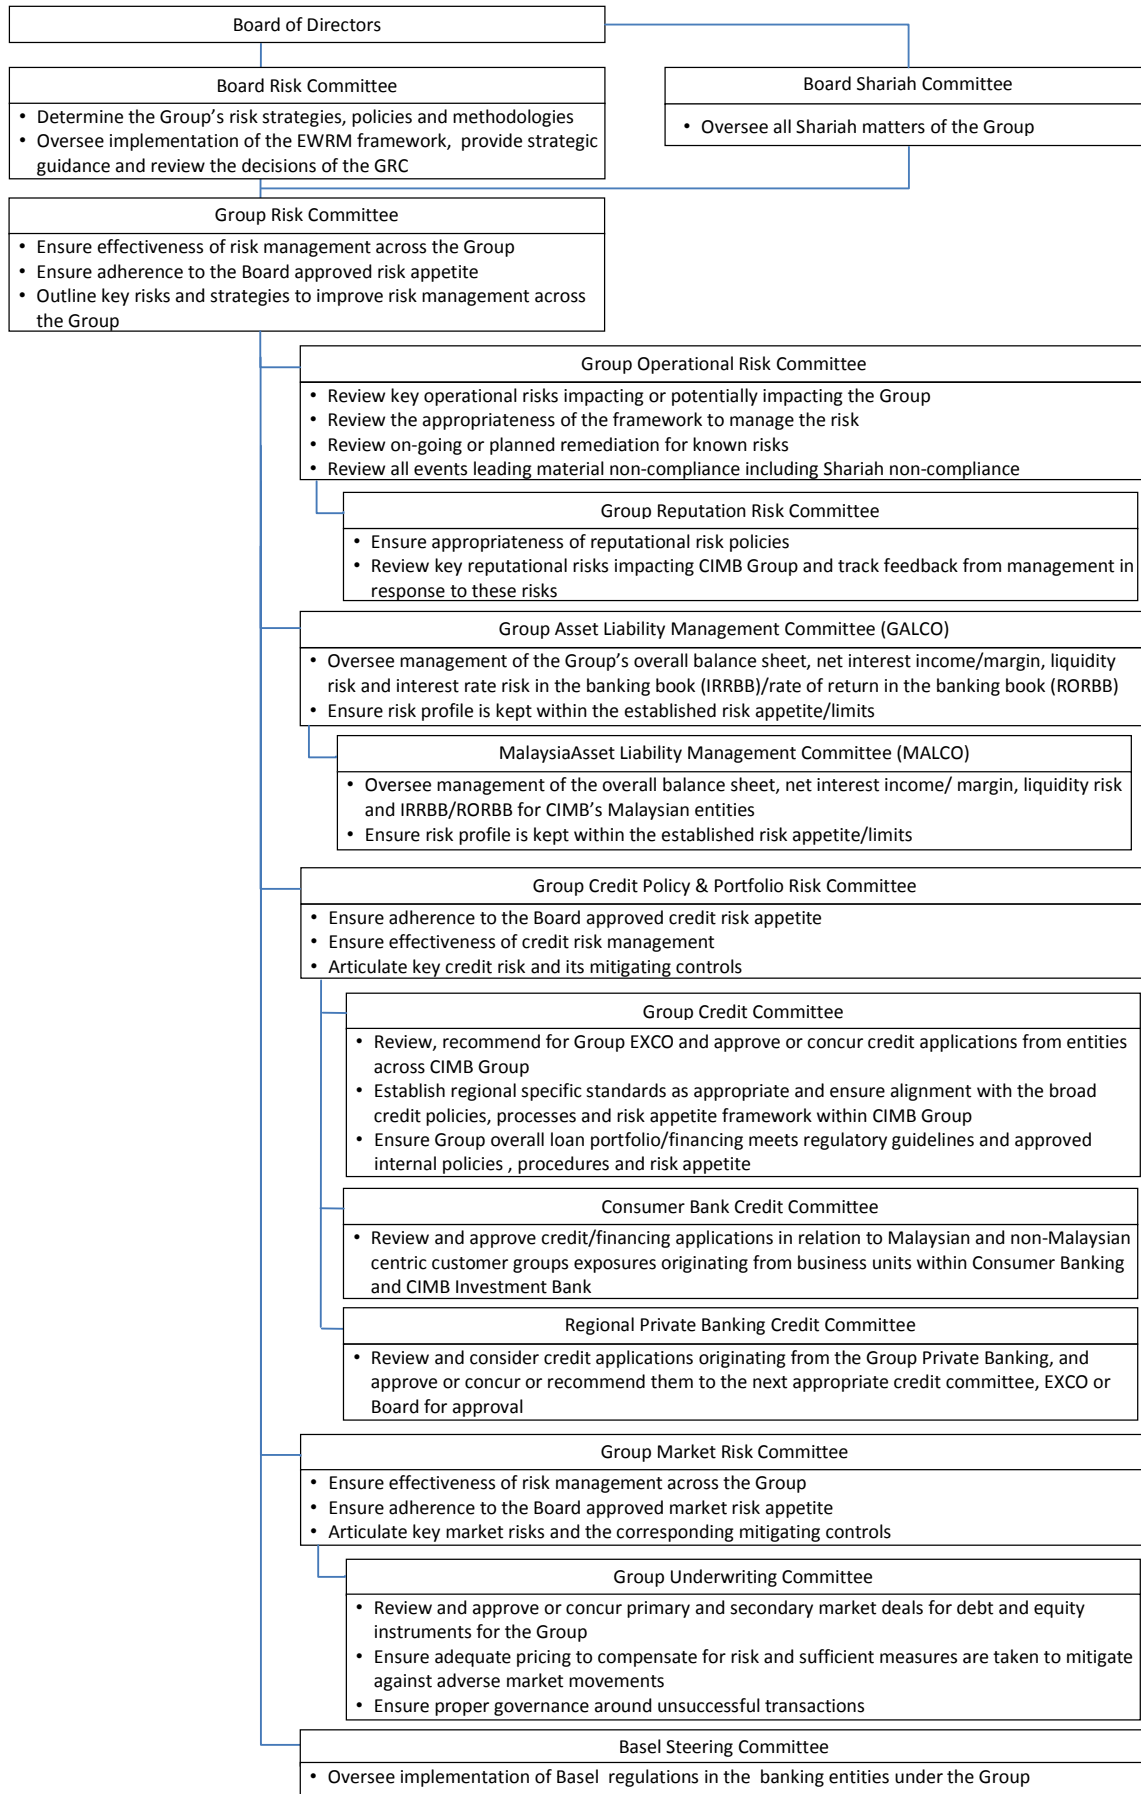 Board of Directors
Board Risk Committee
• Determine the Group's risk strategies, policies and methodologies
• Oversee implementation of the EWRM framework, provide strategic
guidance and review the decisions of the GRC
Board Shariah Committee
• Oversee all Shariah matters of the Group
Group Risk Committee
• Ensure effectiveness of risk management across the Group
• Ensure adherence to the Board approved risk appetite
• Outline key risks and strategies to improve risk management across
the Group
Group Operational Risk Committee
• Review key operational risks impacting or potentially impacting the Group
• Review the appropriateness of the framework to manage the risk
• Review on-going or planned remediation for known risks
• Review all events leading material non-compliance including Shariah non-compliance
Group Reputation Risk Committee
• Ensure appropriateness of reputational risk policies
• Review key reputational risks impacting CIMB Group and track feedback from management in
response to these risks
Group Asset Liability Management Committee (GALCO)
• Oversee management of the Group's overall balance sheet, net interest income/margin, liquidity
risk and interest rate risk in the banking book (IRRBB)/rate of return in the banking book (RORBB)
• Ensure risk profile is kept within the established risk appetite/limits
MalaysiaAsset Liability Management Committee (MALCO)
• Oversee management of the overall balance sheet, net interest income/ margin, liquidity risk
and IRRBB/RORBB for CIMB's Malaysian entities
• Ensure risk profile is kept within the established risk appetite/limits
Group Credit Policy & Portfolio Risk Committee
• Ensure adherence to the Board approved credit risk appetite
• Ensure effectiveness of credit risk management
• Articulate key credit risk and its mitigating controls
Group Credit Committee
• Review, recommend for Group EXCO and approve or concur credit applications from entities
across CIMB Group
• Establish regional specific standards as appropriate and ensure alignment with the broad
credit policies, processes and risk appetite framework within CIMB Group
• Ensure Group overall loan portfolio/financing meets regulatory guidelines and approved
internal policies , procedures and risk appetite
Consumer Bank Credit Committee
• Review and approve credit/financing applications in relation to Malaysian and non-Malaysian
centric customer groups exposures originating from business units within Consumer Banking
and CIMB Investment Bank
Regional Private Banking Credit Committee
• Review and consider credit applications originating from the Group Private Banking, and
approve or concur or recommend them to the next appropriate credit committee, EXCO or
Board for approval
Group Market Risk Committee
• Ensure effectiveness of risk management across the Group
• Ensure adherence to the Board approved market risk appetite
• Articulate key market risks and the corresponding mitigating controls
Group Underwriting Committee
• Review and approve or concur primary and secondary market deals for debt and equity
instruments for the Group
• Ensure adequate pricing to compensate for risk and sufficient measures are taken to mitigate
against adverse market movements
• Ensure proper governance around unsuccessful transactions
Basel Steering Committee
• Oversee implementation of Basel regulations in the banking entities under the Group